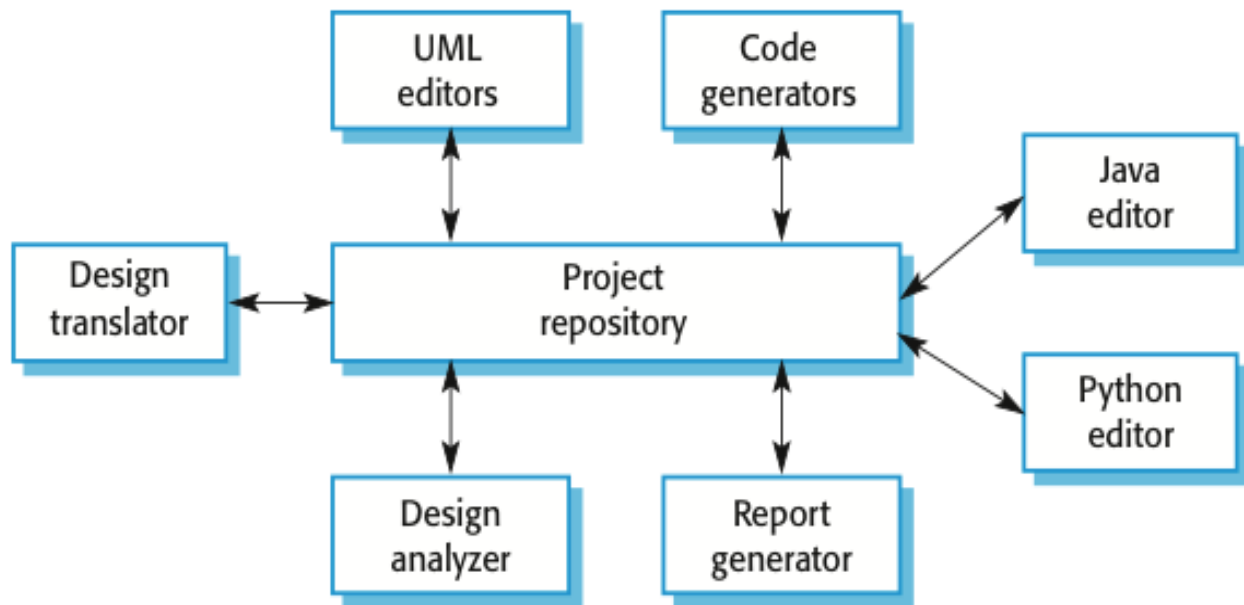 UML
editors
Code
generators
Java
editor
Design
translator
Project
repository
Python
editor
Design
analyzer
Report
generator